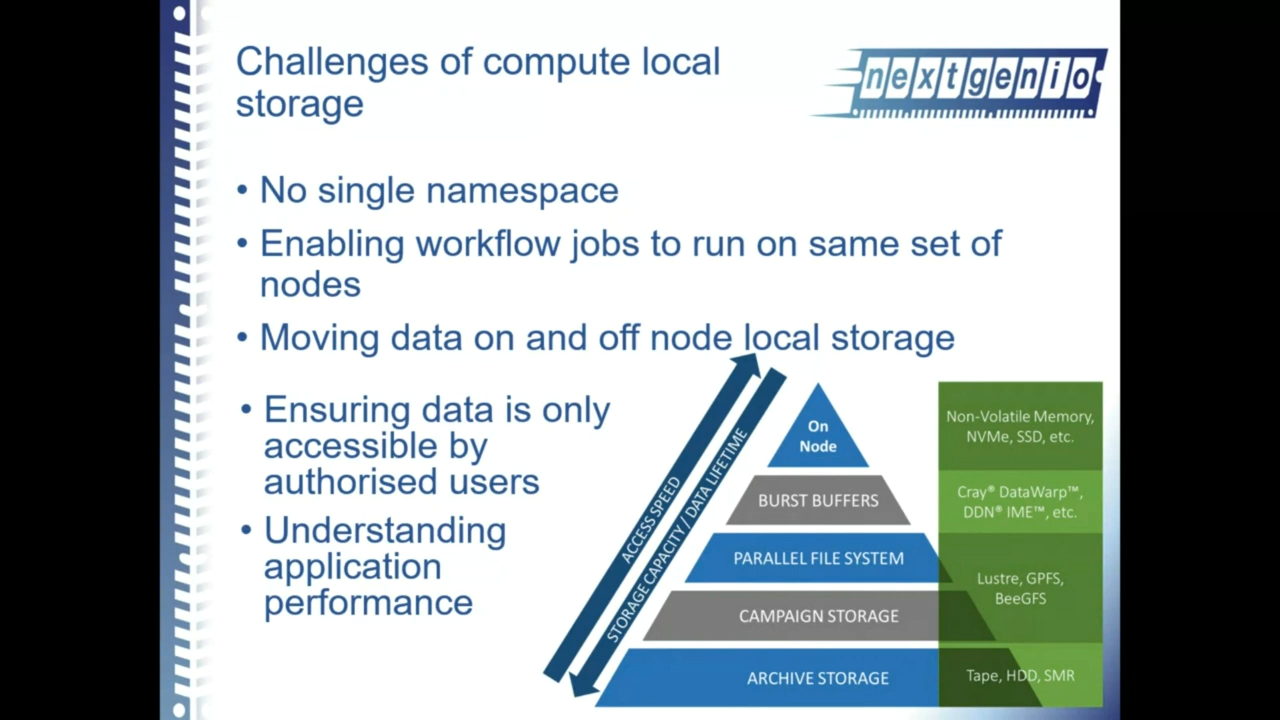 Challenges of compute local
storage
nextgenio
• No single namespace
• Enabling workflow jobs to run on same set of
nodes
• Moving data on and off node local storage
• Ensuring data is only
accessible by
authorised users
• Understanding
application
performance
ACCESS SPEED
STORAGE CAPACITY / DATA LIFETIME
On
Node
BURST BUFFERS
PARALLEL FILE SYSTEM
CAMPAIGN STORAGE
ARCHIVE STORAGE
Non-Volatile Memory,
NVMe, SSD, etc.
Cray® DataWarp™,
DDN® IME™, etc.
Lustre, GPFS,
BeeGFS
Tape, HDD, SMR